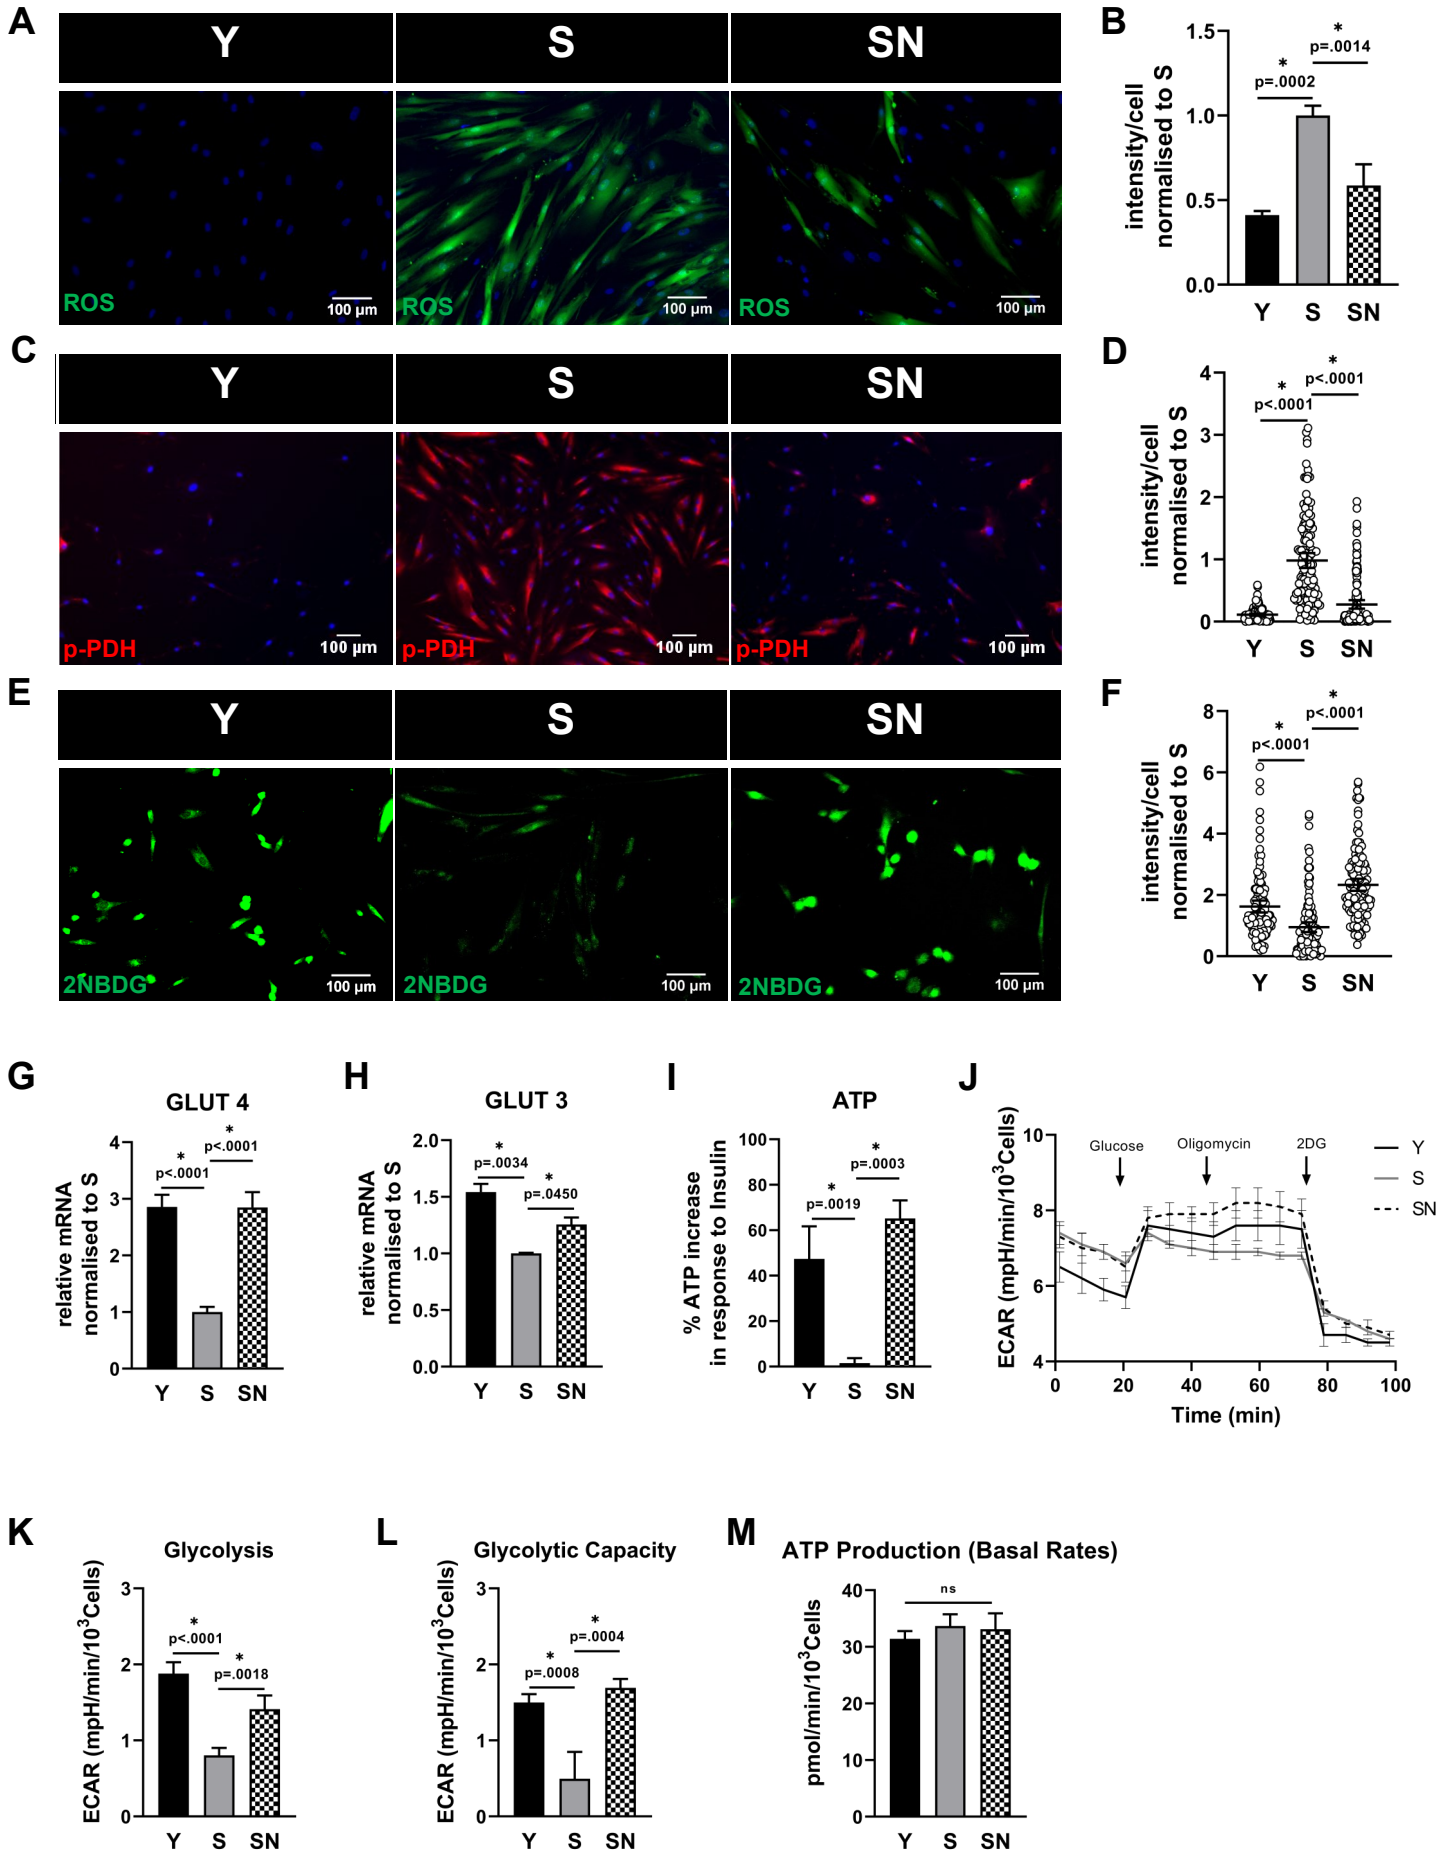 A
Y
S
SN
ROS
100 µm
ROS
100 µm
ROS
100 µm
B
intensity/cell
normalised to S
1.5
1.0
0.5
0.0
*
p=.0002
*
p=.0014
Y
S
SN
C
Y
S
SN
p-PDH
100 µm
p-PDH
100 µm
p-PDH
100 µm
D
intensity/cell
normalised to S
4
3
2
1
0
*
p<.0001
*
p<.0001
Y
S
SN
E
Y
S
SN
2NBDG
100 µm
2NBDG
100 µm
2NBDG
100 µm
F
intensity/cell
normalised to S
8
6
4
2
0
*
p<.0001
*
p<.0001
Y
S
SN
G
GLUT 4
relative mRNA
normalised to S
4
3
2
1
0
*
p<.0001
*
p<.0001
Y
S
SN
H
GLUT 3
relative mRNA
normalised to S
2.0
1.5
1.0
0.5
0.0
*
p=.0034
*
p=.0450
Y
S
SN
I
ATP
% ATP increase
in response to Insulin
100
80
60
40
20
0
*
p=.0019
*
p=.0003
Y
S
SN
J
ECAR (mpH/min/10³Cells)
10
8
6
4
Glucose
Oligomycin
2DG
Y
S
SN
0
20
40
60
80
100
Time (min)
K
Glycolysis
ECAR (mpH/min/10³Cells)
3
2
1
0
*
p<.0001
*
p=.0018
Y
S
SN
L
Glycolytic Capacity
ECAR (mpH/min/10³Cells)
3
2
1
0
*
p=.0008
*
p=.0004
Y
S
SN
M
ATP Production (Basal Rates)
pmol/min/10³Cells
40
30
20
10
0
ns
Y
S
SN